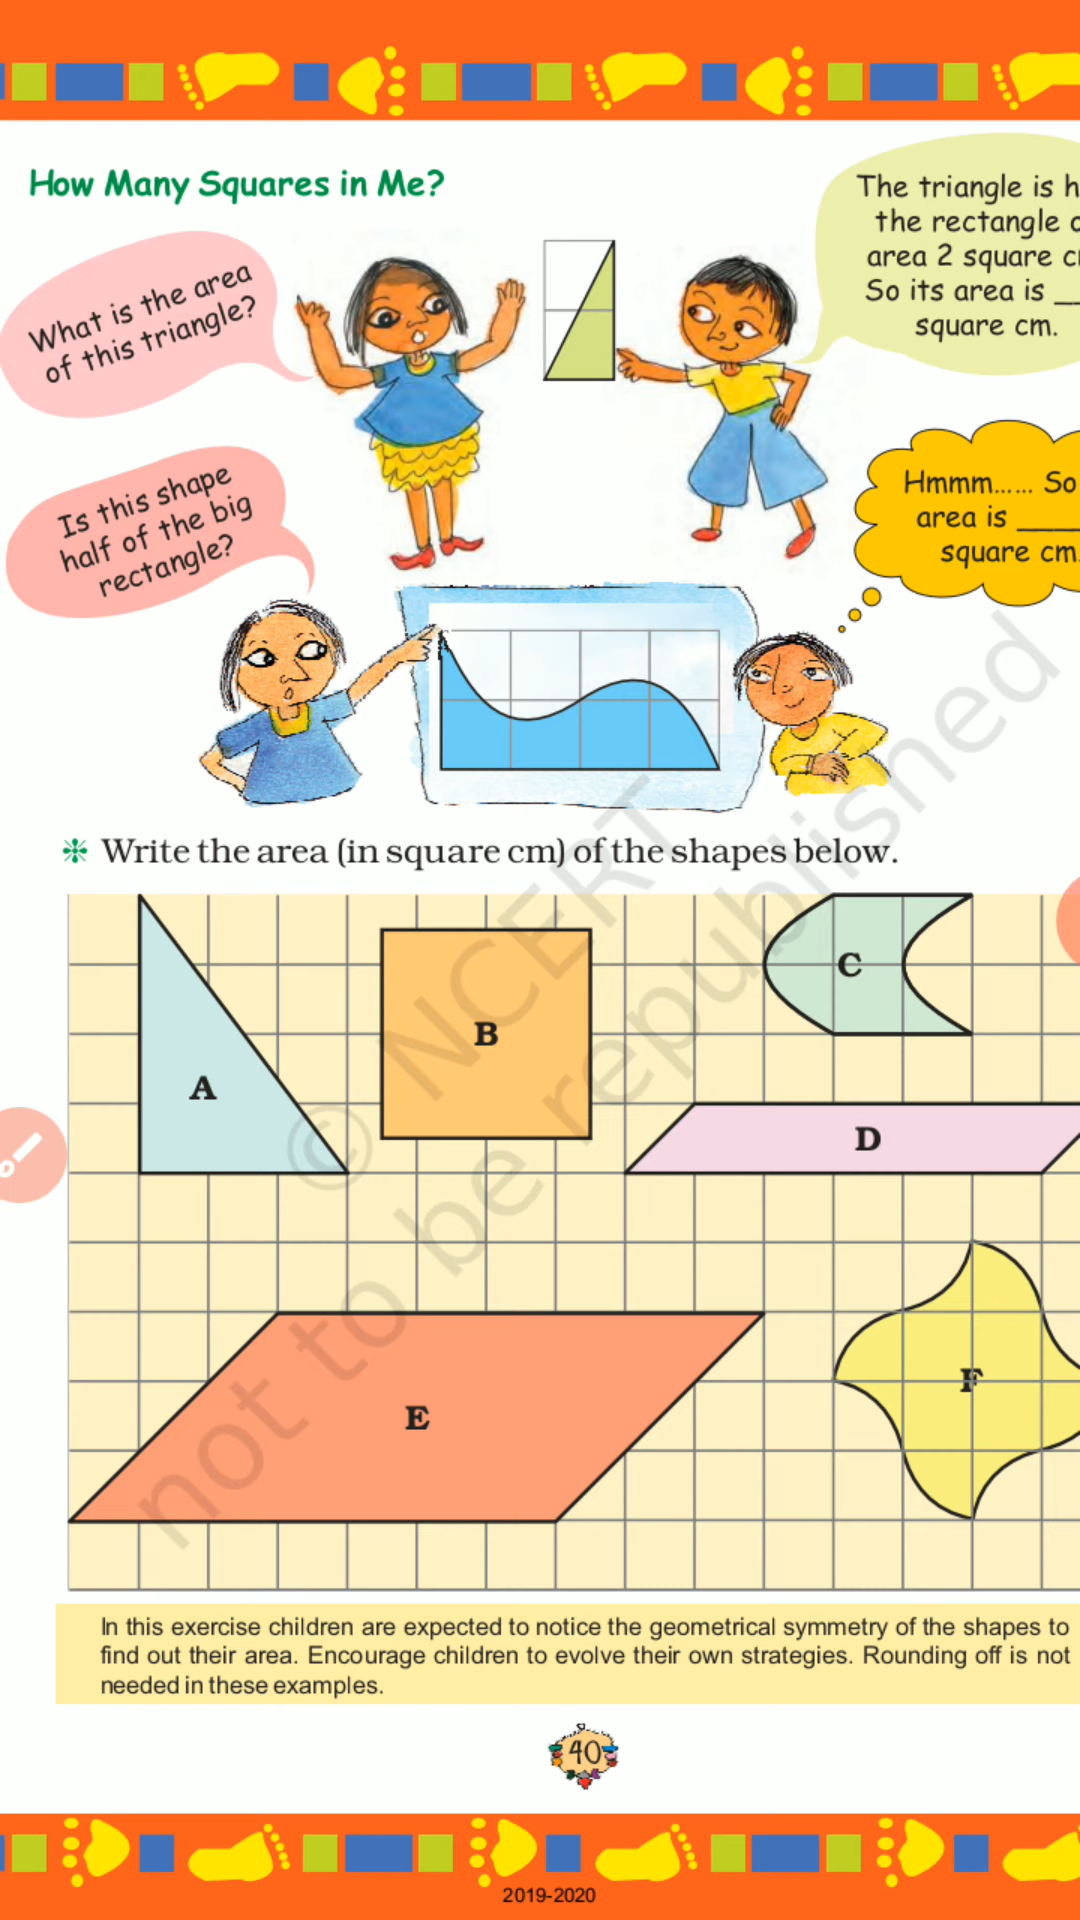 How Many Squares in Me?
What is the area
of this triangle?
The triangle is
the rectangle
area 2 square
So its area is __
square cm.
Is this shape
half of the big
rectangle?
Hmmm...... So
area is ____
square cm.
❉ Write the area (in square cm) of the shapes below.
A
B
C
D
E
F
© NCERT
not to be republished
In this exercise children are expected to notice the geometrical symmetry of the shapes to
find out their area. Encourage children to evolve their own strategies. Rounding off is not
needed in these examples.
40
2019-2020